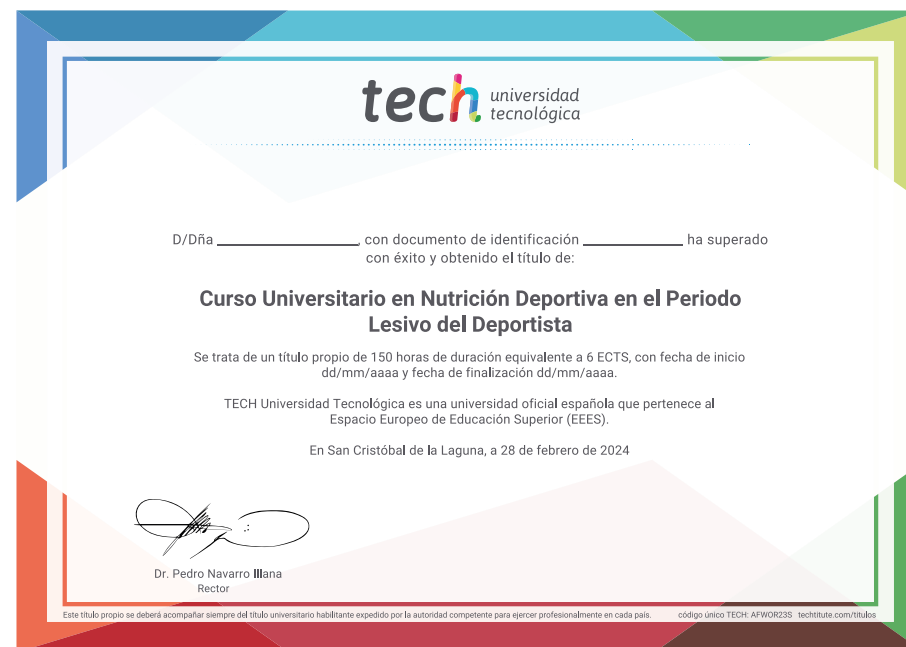 tech universidad
tecnológica
D/Dña ______________, con documento de identificación __________ ha superado
con éxito y obtenido el título de:
Curso Universitario en Nutrición Deportiva en el Periodo
Lesivo del Deportista
Se trata de un título propio de 150 horas de duración equivalente a 6 ECTS, con fecha de inicio
dd/mm/aaaa y fecha de finalización dd/mm/aaaa.
TECH Universidad Tecnológica es una universidad oficial española que pertenece al
Espacio Europeo de Educación Superior (EEES).
En San Cristóbal de la Laguna, a 28 de febrero de 2024
Dr. Pedro Navarro Illana
Rector
Este título propio se deberá acompañar siempre del título universitario habilitante expedido por la autoridad competente para ejercer profesionalmente en cada país. código único TECH: AFWOR23S techtitute.com/titulos